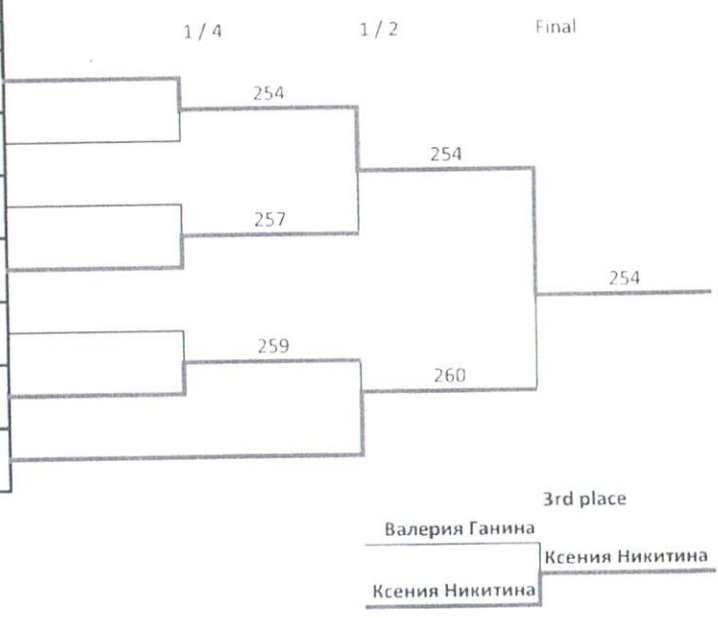 1 / 4 1 / 2 Final
254
254
257
254
259
260
3rd place
Валерия Ганина
Ксения Никитина
Ксения Никитина